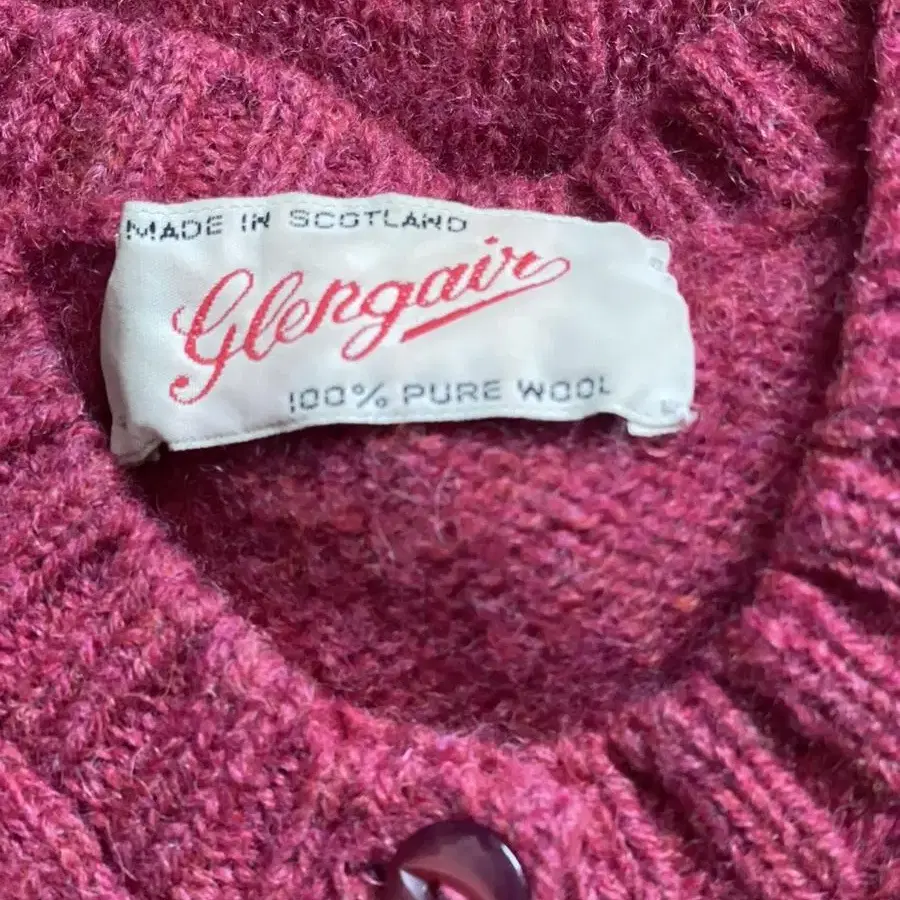 MADE IN SCOTLAND
Glengair
100% PURE WOOL